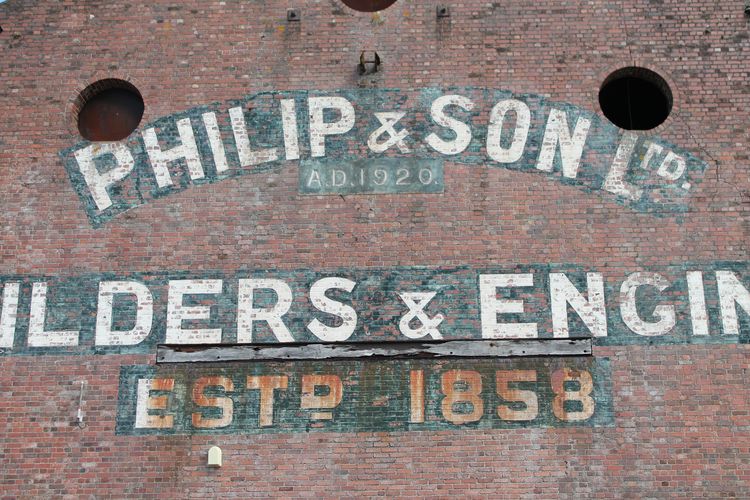 PHILIP & SON LTD.
A.D. 1920
ILDERS & ENGIN
ESTD 1858